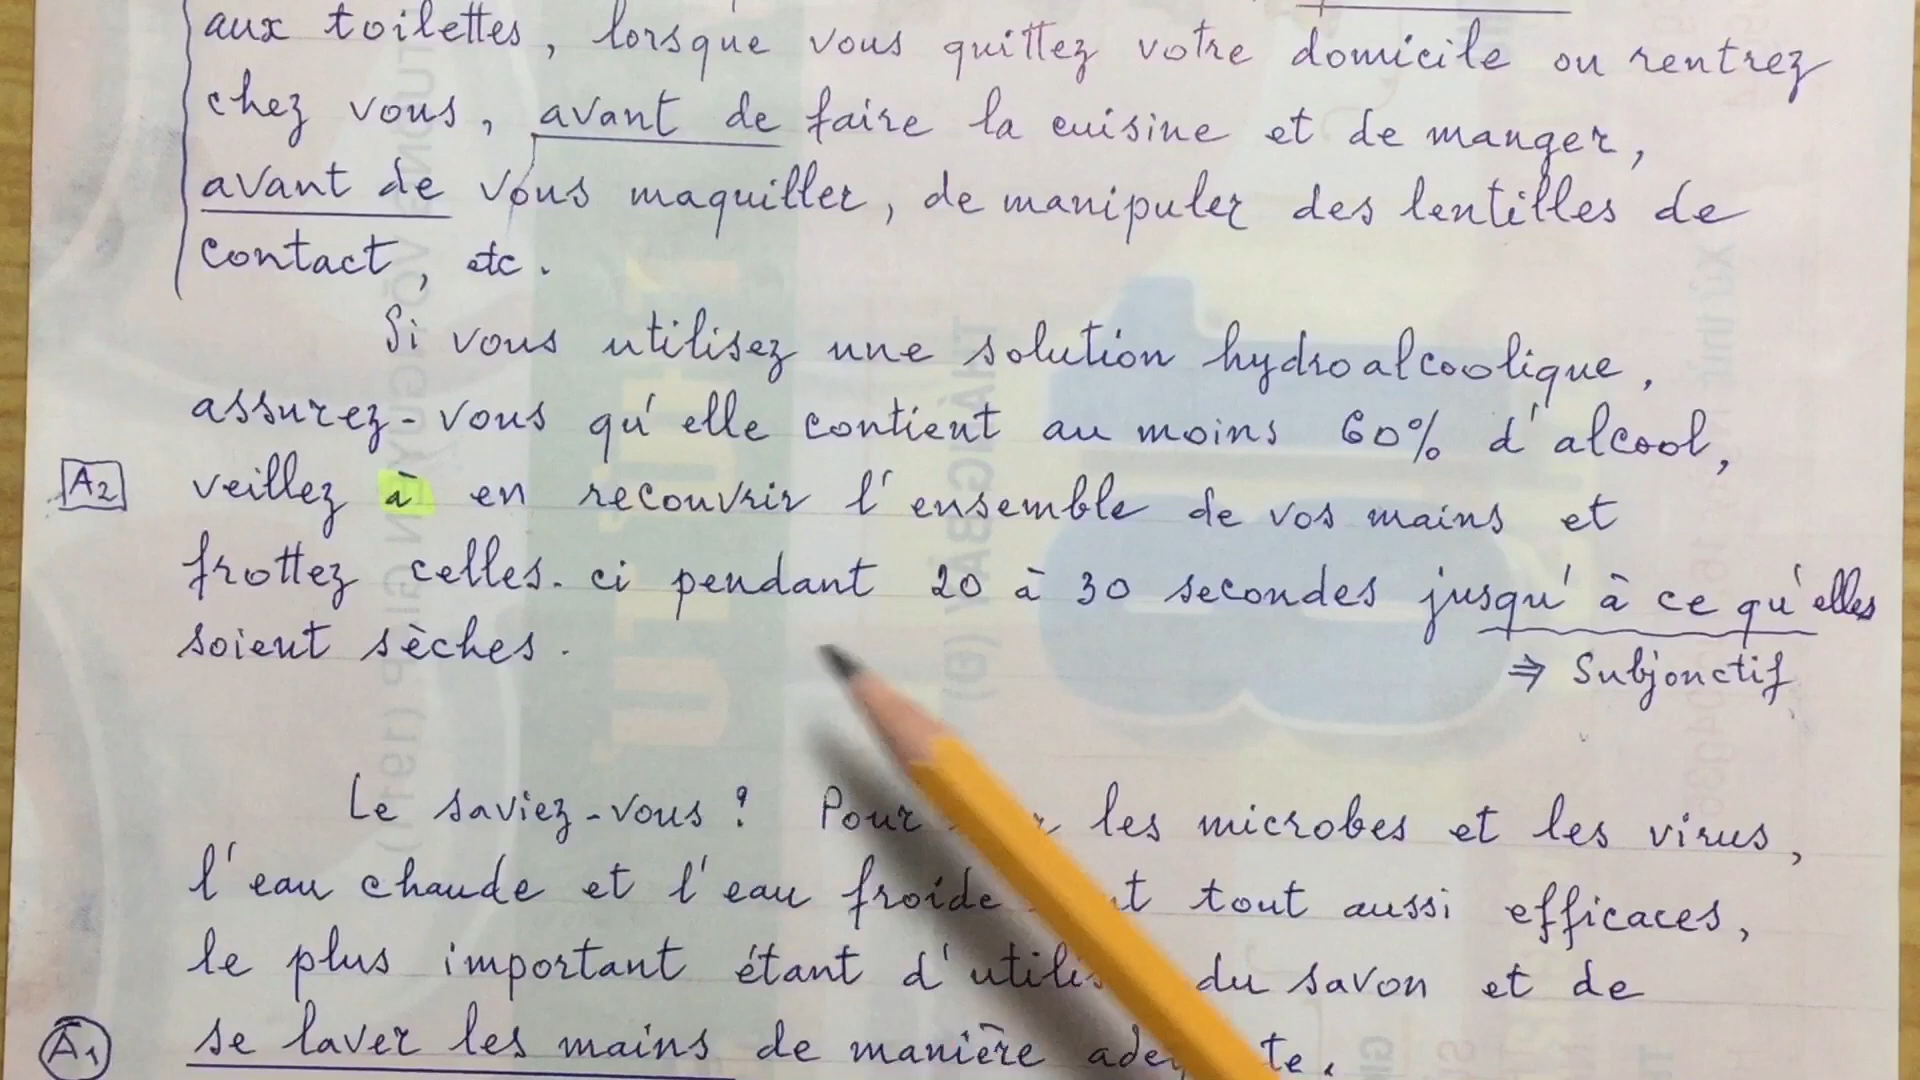 aux toilettes, lorsque vous quittez votre domicile ou rentrez
chez vous, avant de faire la cuisine et de manger,
avant de vous maquiller, de manipuler des lentilles de
contact, etc.
Si vous utilisez une solution hydroalcoolique,
assurez-vous qu'elle contient au moins 60% d'alcool,
A2 veillez à en recouvrir l'ensemble de vos mains et
frottez celles-ci pendant 20 à 30 secondes jusqu'à ce qu'elles
soient sèches.
⇒ Subjonctif
Le saviez-vous ? Pour les microbes et les virus,
l'eau chaude et l'eau froide tout aussi efficaces,
le plus important étant du savon et de
A1 se laver les mains de manière